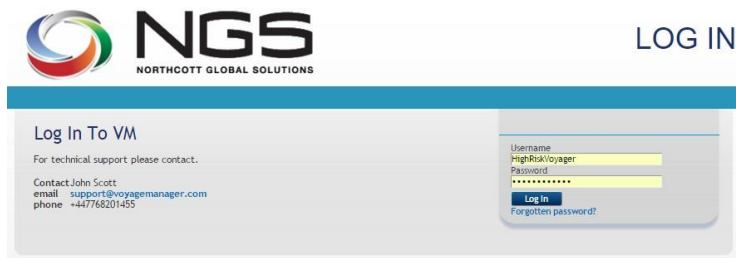 NGS
NORTHCOTT GLOBAL SOLUTIONS
LOG IN
Log In To VM
For technical support please contact.
Contact John Scott
email support@voyagemanager.com
phone +447768201455
Username
HighRiskVoyager
Password
••••••••••••
Log In
Forgotten password?